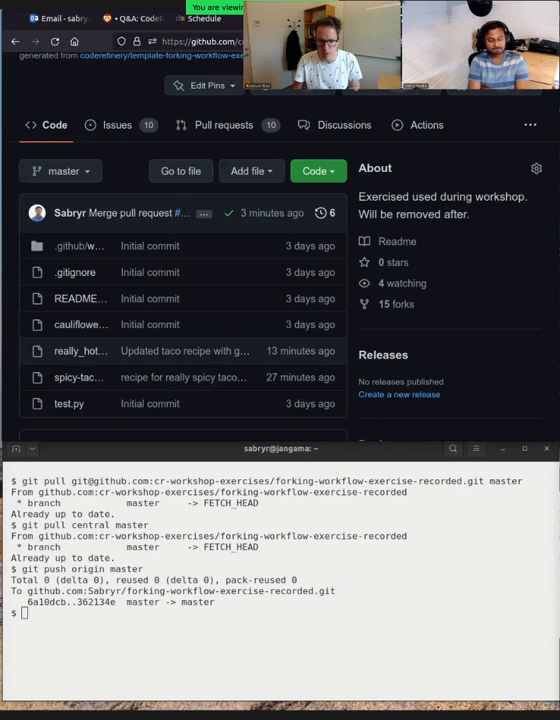 Email - sabry.
Q&A: CodeR
Schedule
You are viewin
https://github.com/c
generated from coderefinery/template-forking-workflow-exe
Edit Pins
Code
Issues 10
Pull requests 10
Discussions
Actions
master
Go to file
Add file
Code
Sabryr Merge pull request #... ... 3 minutes ago 6
.github/w... Initial commit 3 days ago
.gitignore Initial commit 3 days ago
README... Initial commit 3 days ago
cauliflowe... Initial commit 3 days ago
really_hot... Updated taco recipe with g... 13 minutes ago
spicy-tac... recipe for really spicy taco... 27 minutes ago
test.py Initial commit 3 days ago
About
Exercised used during workshop.
Will be removed after.
Readme
0 stars
4 watching
15 forks
Releases
No releases published
Create a new release
sabryr@jangama: ~
$ git pull git@github.com:cr-workshop-exercises/forking-workflow-exercise-recorded.git master
From github.com:cr-workshop-exercises/forking-workflow-exercise-recorded
* branch master -> FETCH_HEAD
Already up to date.
$ git pull central master
From github.com:cr-workshop-exercises/forking-workflow-exercise-recorded
* branch master -> FETCH_HEAD
Already up to date.
$ git push origin master
Total 0 (delta 0), reused 0 (delta 0), pack-reused 0
To github.com:Sabryr/forking-workflow-exercise-recorded.git
6a10dcb..362134e master -> master
$